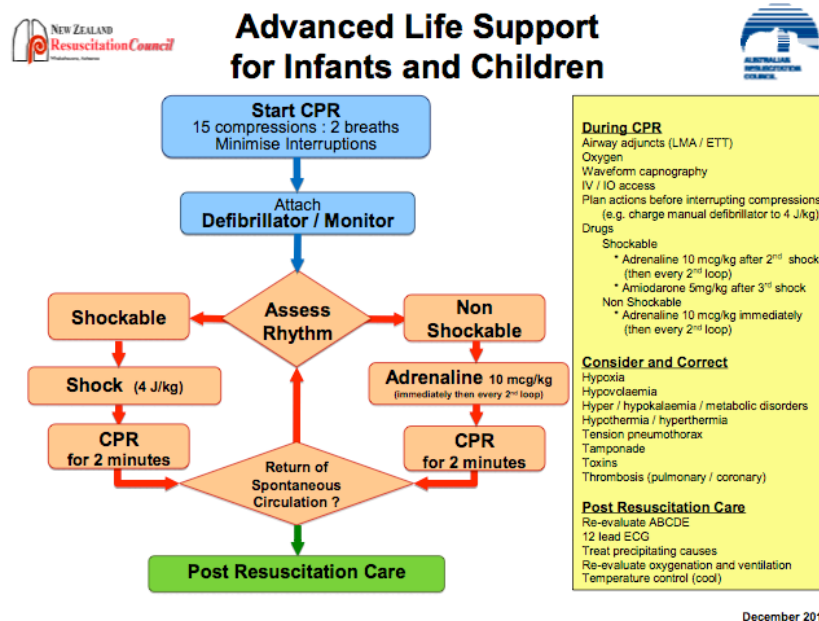 NEW ZEALAND
Resuscitation Council
Whakahauora, Aotearoa
Advanced Life Support
for Infants and Children
AUSTRALIAN
RESUSCITATION
COUNCIL
Start CPR
15 compressions : 2 breaths
Minimise Interruptions
Attach
Defibrillator / Monitor
Assess
Rhythm
Shockable
Non
Shockable
Shock (4 J/kg)
Adrenaline 10 mcg/kg
(immediately then every 2nd loop)
CPR
for 2 minutes
CPR
for 2 minutes
Return of
Spontaneous
Circulation ?
Post Resuscitation Care
During CPR
Airway adjuncts (LMA / ETT)
Oxygen
Waveform capnography
IV / IO access
Plan actions before interrupting compressions
(e.g. charge manual defibrillator to 4 J/kg)
Drugs
Shockable
* Adrenaline 10 mcg/kg after 2nd shock
(then every 2nd loop)
* Amiodarone 5mg/kg after 3rd shock
Non Shockable
* Adrenaline 10 mcg/kg immediately
(then every 2nd loop)
Consider and Correct
Hypoxia
Hypovolaemia
Hyper / hypokalaemia / metabolic disorders
Hypothermia / hyperthermia
Tension pneumothorax
Tamponade
Toxins
Thrombosis (pulmonary / coronary)
Post Resuscitation Care
Re-evaluate ABCDE
12 lead ECG
Treat precipitating causes
Re-evaluate oxygenation and ventilation
Temperature control (cool)
December 201